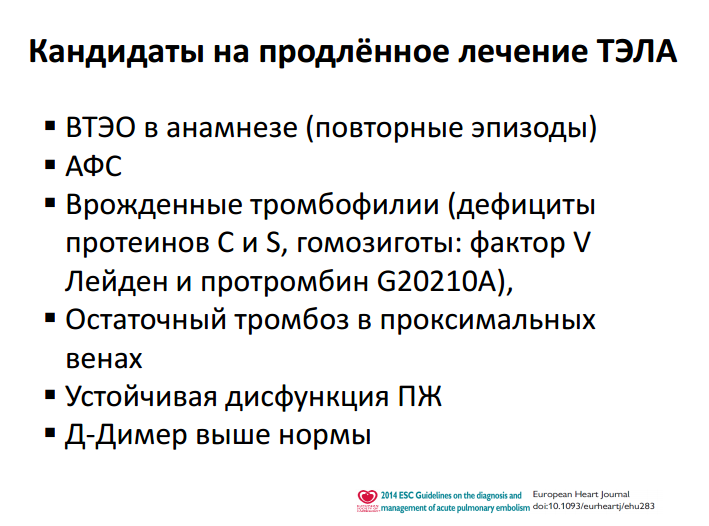 Кандидаты на продлённое лечение ТЭЛА
▪ ВТЭО в анамнезе (повторные эпизоды)
▪ АФС
▪ Врожденные тромбофилии (дефициты
протеинов С и S, гомозиготы: фактор V
Лейден и протромбин G20210A),
▪ Остаточный тромбоз в проксимальных
венах
▪ Устойчивая дисфункция ПЖ
▪ Д-Димер выше нормы
2014 ESC Guidelines on the diagnosis and
management of acute pulmonary embolism
European Heart Journal
doi:10.1093/eurheartj/ehu283